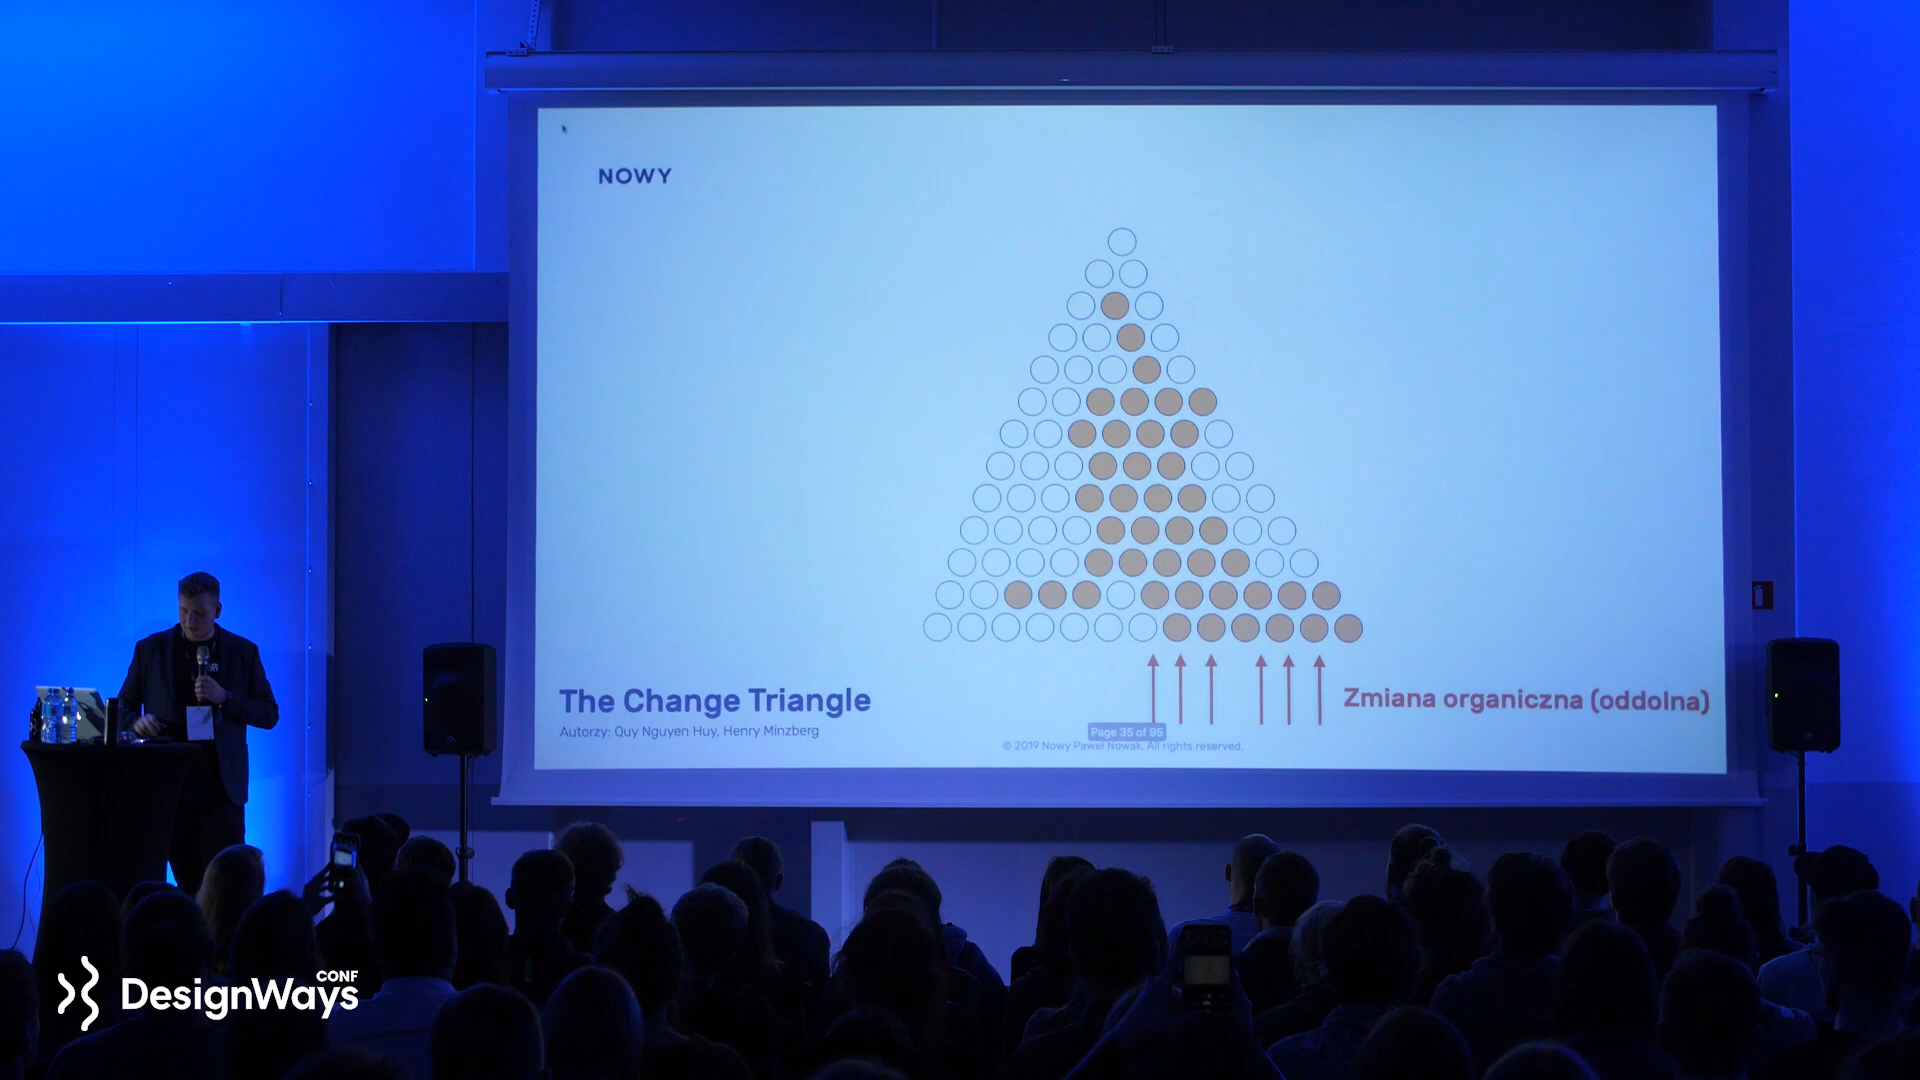 NOWY
The Change Triangle
Autorzy: Quy Nguyen Huy, Henry Minzberg
Zmiana organiczna (oddolna)
Page 35 of 95
© 2019 Nowy Paweł Nowak. All rights reserved.
DesignWays CONF